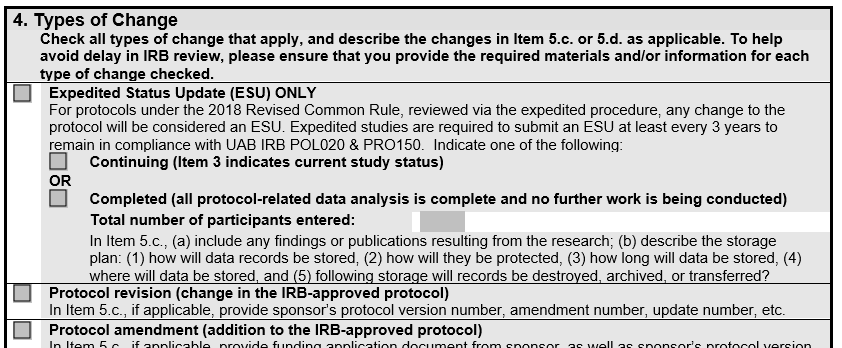 4. Types of Change
Check all types of change that apply, and describe the changes in Item 5.c. or 5.d. as applicable. To help
avoid delay in IRB review, please ensure that you provide the required materials and/or information for each
type of change checked.
Expedited Status Update (ESU) ONLY
For protocols under the 2018 Revised Common Rule, reviewed via the expedited procedure, any change to the
protocol will be considered an ESU. Expedited studies are required to submit an ESU at least every 3 years to
remain in compliance with UAB IRB POL020 & PRO150. Indicate one of the following:
Continuing (Item 3 indicates current study status)
OR
Completed (all protocol-related data analysis is complete and no further work is being conducted)
Total number of participants entered:
In Item 5.c., (a) include any findings or publications resulting from the research; (b) describe the storage
plan: (1) how will data records be stored, (2) how will they be protected, (3) how long will data be stored, (4)
where will data be stored, and (5) following storage will records be destroyed, archived, or transferred?
Protocol revision (change in the IRB-approved protocol)
In Item 5.c., if applicable, provide sponsor's protocol version number, amendment number, update number, etc.
Protocol amendment (addition to the IRB-approved protocol)
In Item 5.c., if applicable, provide funding application document from sponsor, as well as sponsor's protocol version